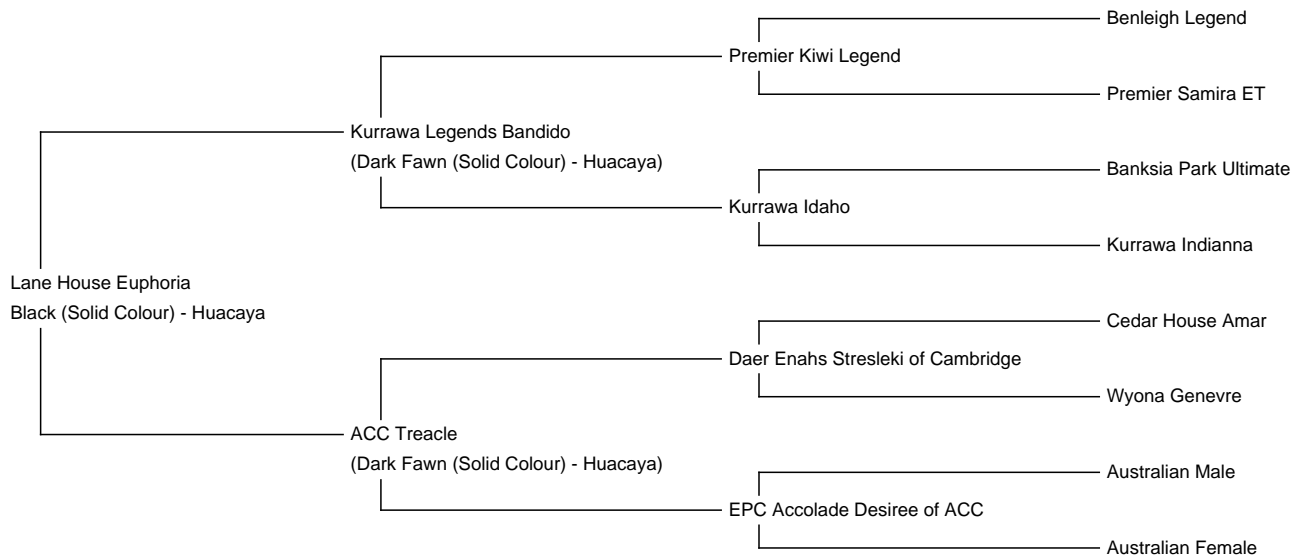 Benleigh Legend
Premier Kiwi Legend
Premier Samira ET
Kurrawa Legends Bandido
(Dark Fawn (Solid Colour) - Huacaya)
Banksia Park Ultimate
Kurrawa Idaho
Kurrawa Indianna
Lane House Euphoria
Black (Solid Colour) - Huacaya
Cedar House Amar
Daer Enahs Stresleki of Cambridge
Wyona Genevre
ACC Treacle
(Dark Fawn (Solid Colour) - Huacaya)
Australian Male
EPC Accolade Desiree of ACC
Australian Female